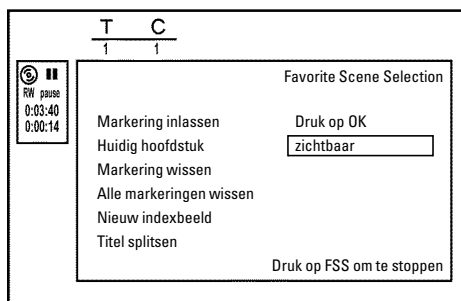 T C
1 1
RW pause
0:03:40
0:00:14
Favorite Scene Selection
Markering inlassen Druk op OK
Huidig hoofdstuk zichtbaar
Markering wissen
Alle markeringen wissen
Nieuw indexbeeld
Titel splitsen
Druk op FSS om te stoppen